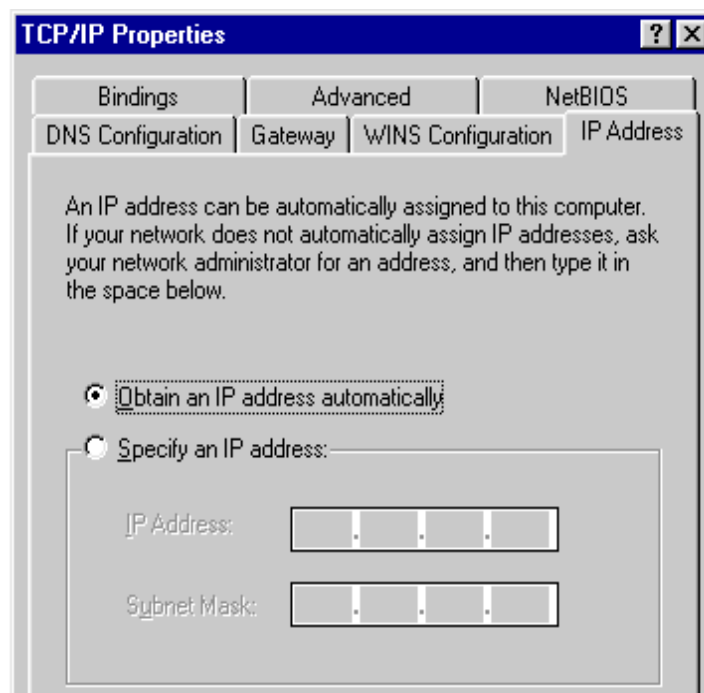 TCP/IP Properties
Bindings Advanced NetBIOS
DNS Configuration Gateway WINS Configuration IP Address
An IP address can be automatically assigned to this computer.
If your network does not automatically assign IP addresses, ask
your network administrator for an address, and then type it in
the space below.
Obtain an IP address automatically
Specify an IP address:
IP Address:
Subnet Mask: